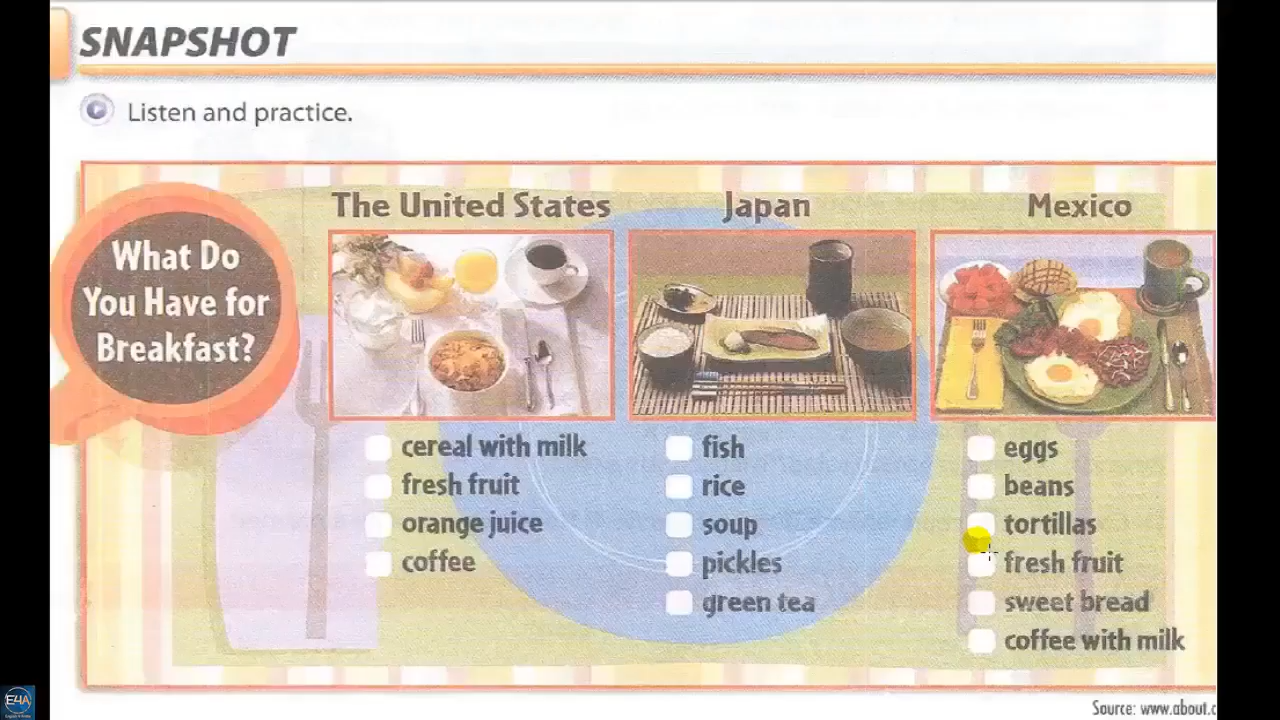 SNAPSHOT
Listen and practice.
What Do
You Have for
Breakfast?
The United States
cereal with milk
fresh fruit
orange juice
coffee
Japan
fish
rice
soup
pickles
green tea
Mexico
eggs
beans
tortillas
fresh fruit
sweet bread
coffee with milk
Source: www.about.c
E4A